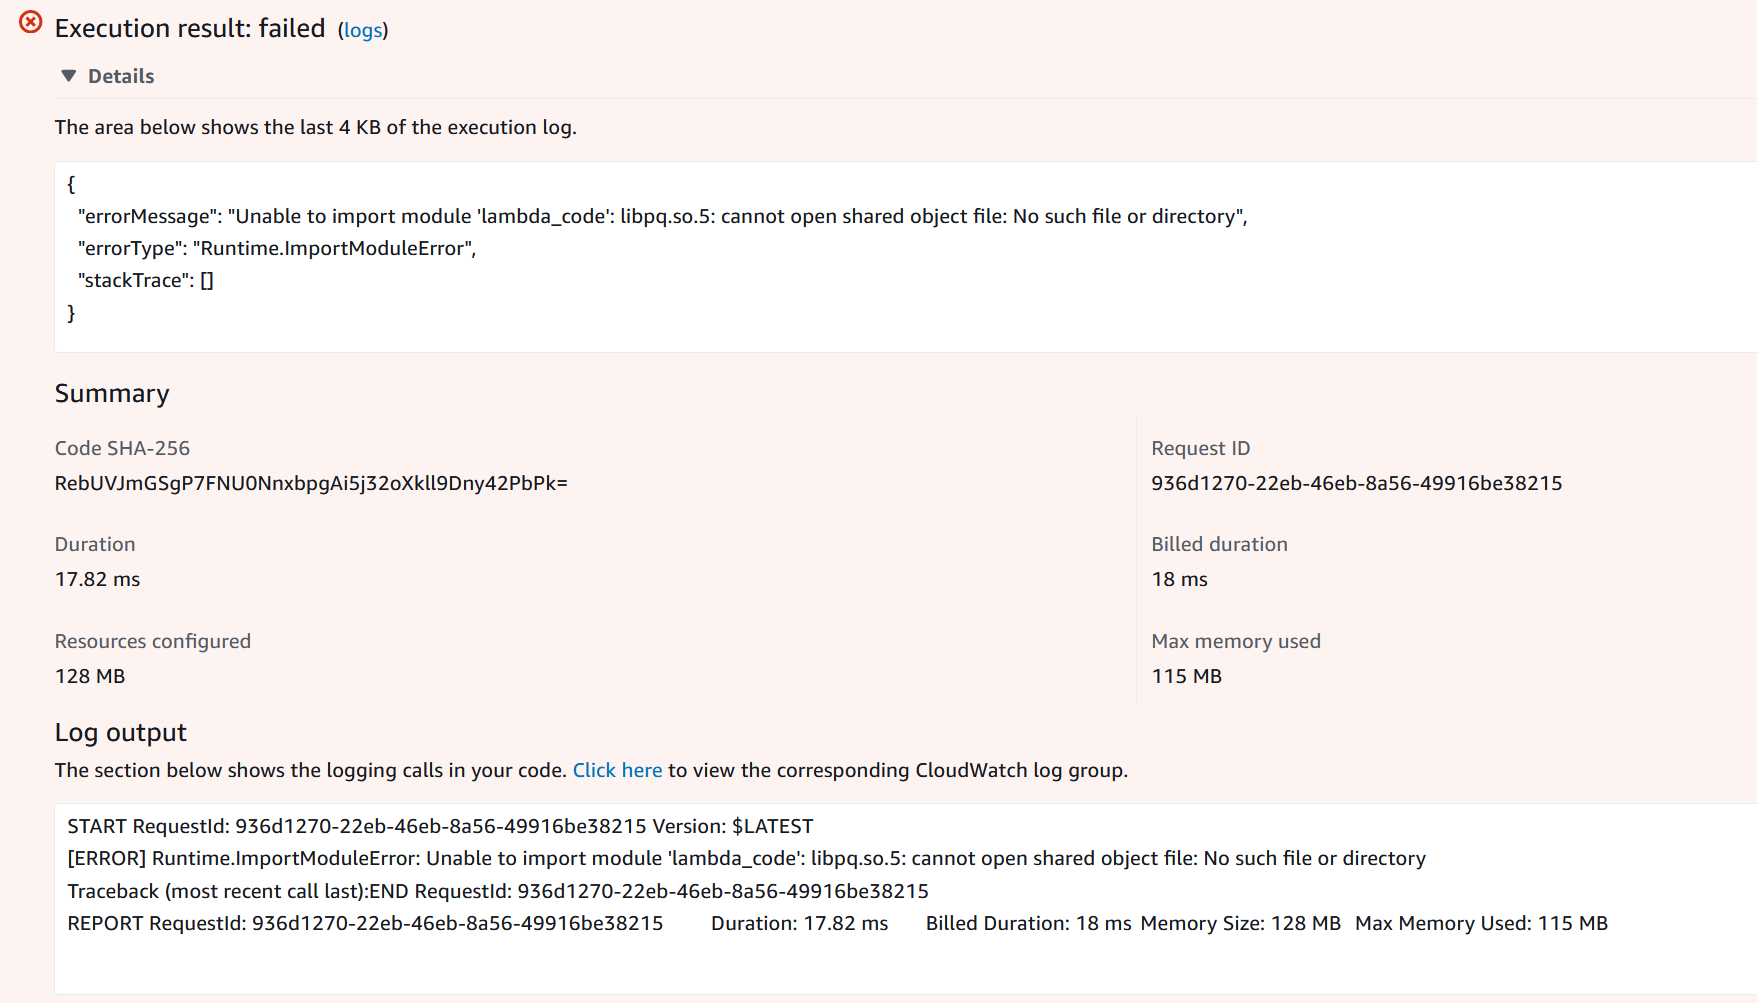 Execution result: failed (logs)
Details
The area below shows the last 4 KB of the execution log.
{
"errorMessage": "Unable to import module 'lambda_code': libpq.so.5: cannot open shared object file: No such file or directory",
"errorType": "Runtime.ImportModuleError",
"stackTrace": []
}
Summary
Code SHA-256
RebUVJmGSgP7FNU0NnxbpgAi5j32oXkll9Dny42PbPk=
Request ID
936d1270-22eb-46eb-8a56-49916be38215
Duration
17.82 ms
Billed duration
18 ms
Resources configured
128 MB
Max memory used
115 MB
Log output
The section below shows the logging calls in your code. Click here to view the corresponding CloudWatch log group.
START RequestId: 936d1270-22eb-46eb-8a56-49916be38215 Version: $LATEST
[ERROR] Runtime.ImportModuleError: Unable to import module 'lambda_code': libpq.so.5: cannot open shared object file: No such file or directory
Traceback (most recent call last):END RequestId: 936d1270-22eb-46eb-8a56-49916be38215
REPORT RequestId: 936d1270-22eb-46eb-8a56-49916be38215 Duration: 17.82 ms Billed Duration: 18 ms Memory Size: 128 MB Max Memory Used: 115 MB